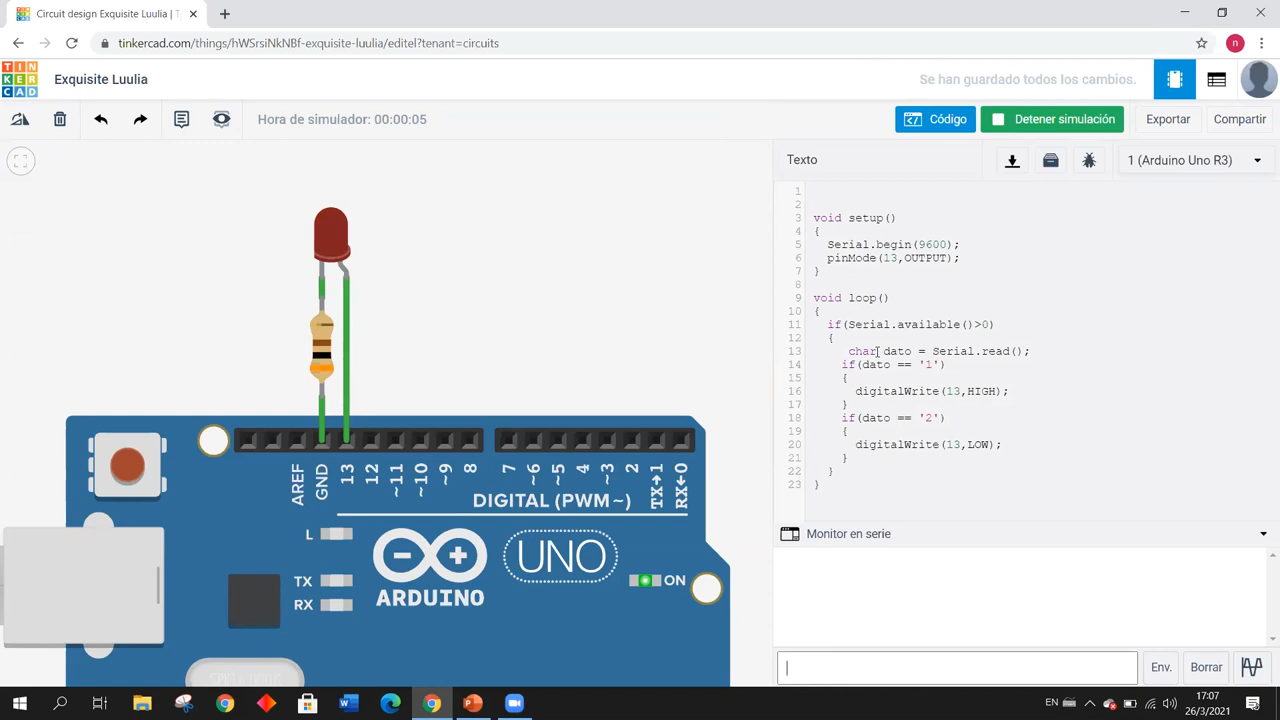 Circuit design Exquisite Luulia | T
tinkercad.com/things/hWSrsiNkNBf-exquisite-luulia/editel?tenant=circuits
n
TIN
KER
CAD
Exquisite Luulia
Se han guardado todos los cambios.
Hora de simulador: 00:00:05
Código
Detener simulación
Exportar
Compartir
Texto
1 (Arduino Uno R3)
1
2
3 void setup()
4 {
5 Serial.begin(9600);
6 pinMode(13,OUTPUT);
7 }
8
9 void loop()
10 {
11 if(Serial.available()>0)
12 {
13 char dato = Serial.read();
14 if(dato == '1')
15 {
16 digitalWrite(13,HIGH);
17 }
18 if(dato == '2')
19 {
20 digitalWrite(13,LOW);
21 }
22 }
23 }
AREF GND 13 12 ~11 ~10 ~9 8 7 ~6 ~5 4 ~3 2 TX→1 RX←0
DIGITAL (PWM ~)
L
TX
RX
UNO
ARDUINO
ON
Monitor en serie
Env.
Borrar
EN
17:07
26/3/2021